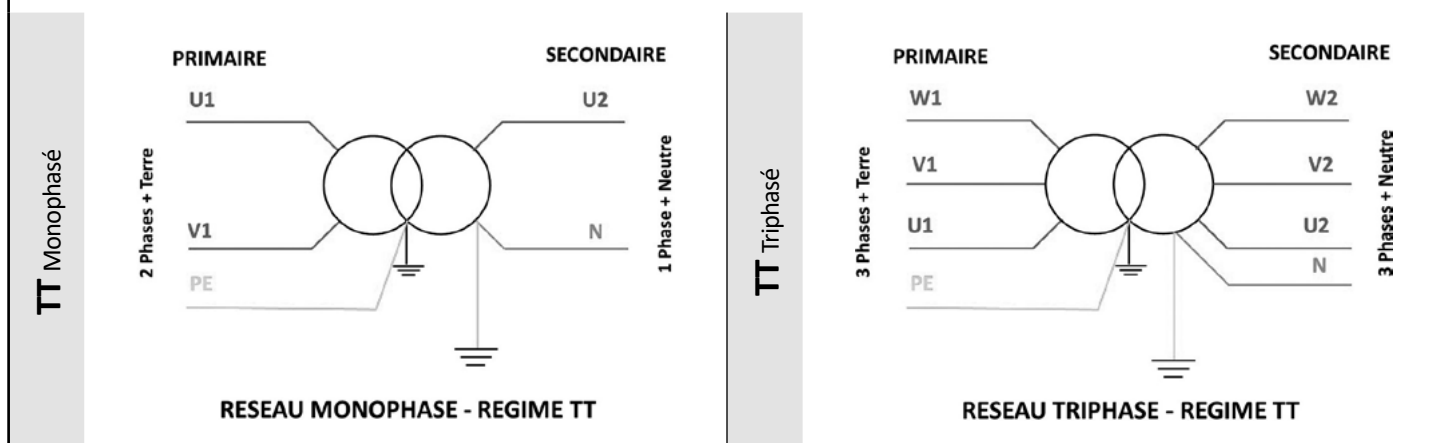 TT Monophasé
PRIMAIRE
SECONDAIRE
U1
U2
2 Phases + Terre
1 Phase + Neutre
V1
N
PE
RESEAU MONOPHASE - REGIME TT
TT Triphasé
PRIMAIRE
SECONDAIRE
W1
W2
3 Phases + Terre
V1
V2
3 Phases + Neutre
U1
U2
N
PE
RESEAU TRIPHASE - REGIME TT